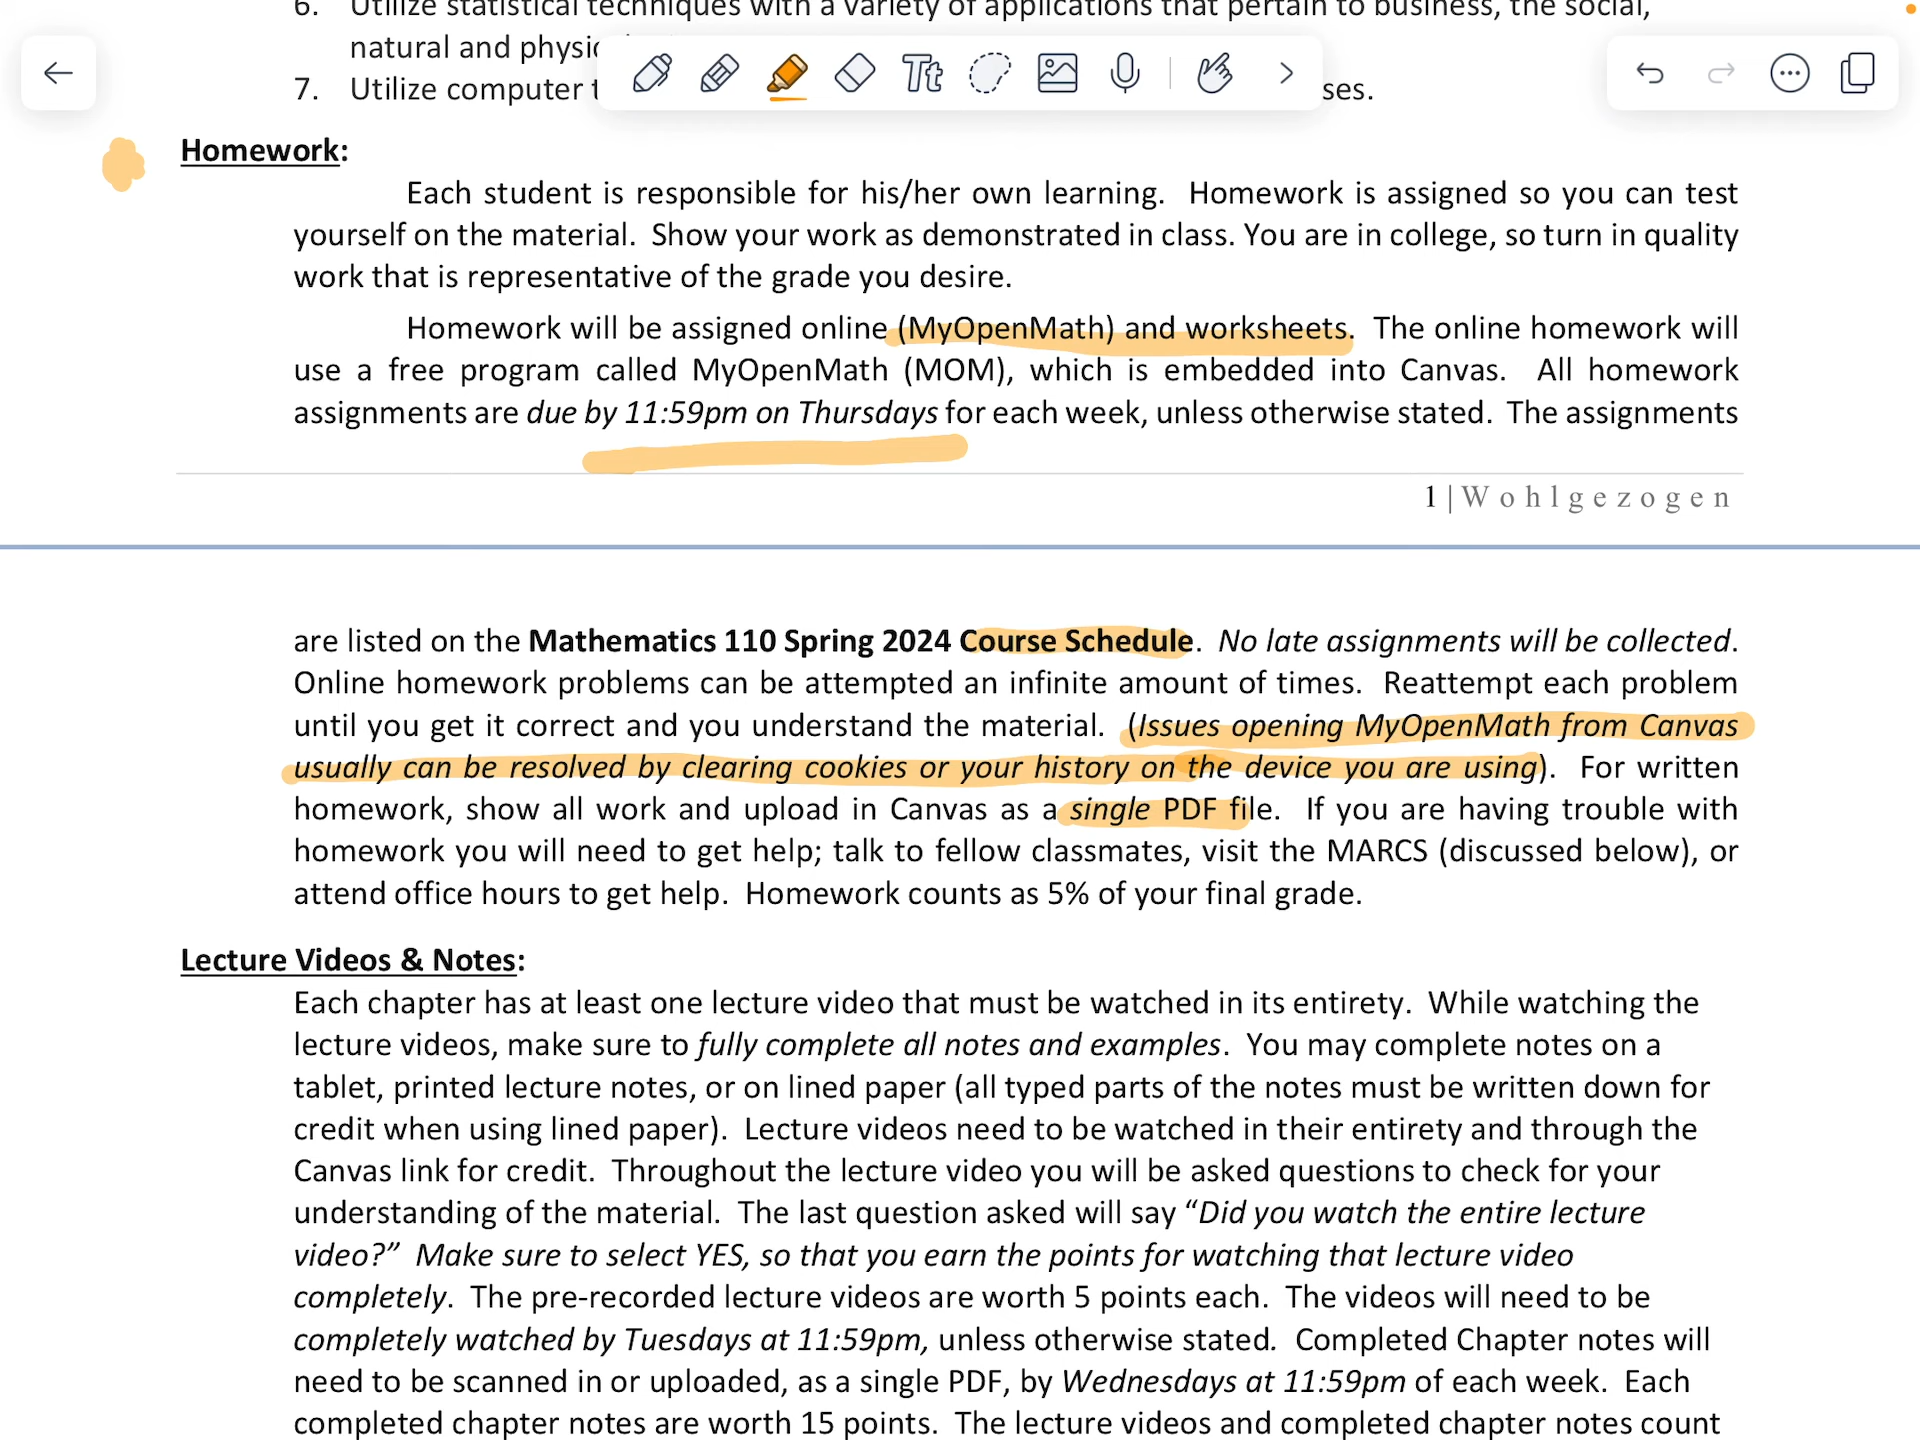 6. Utilize statistical techniques with a variety of applications that pertain to business, the social,
natural and
7. Utilize computer ses.
Tt
Homework:
Each student is responsible for his/her own learning. Homework is assigned so you can test
yourself on the material. Show your work as demonstrated in class. You are in college, so turn in quality
work that is representative of the grade you desire.
Homework will be assigned online (MyOpenMath) and worksheets. The online homework will
use a free program called MyOpenMath (MOM), which is embedded into Canvas. All homework
assignments are due by 11:59pm on Thursdays for each week, unless otherwise stated. The assignments
1 | Wohlgezogen
are listed on the Mathematics 110 Spring 2024 Course Schedule. No late assignments will be collected.
Online homework problems can be attempted an infinite amount of times. Reattempt each problem
until you get it correct and you understand the material. (Issues opening MyOpenMath from Canvas
usually can be resolved by clearing cookies or your history on the device you are using). For written
homework, show all work and upload in Canvas as a single PDF file. If you are having trouble with
homework you will need to get help; talk to fellow classmates, visit the MARCS (discussed below), or
attend office hours to get help. Homework counts as 5% of your final grade.
Lecture Videos & Notes:
Each chapter has at least one lecture video that must be watched in its entirety. While watching the
lecture videos, make sure to fully complete all notes and examples. You may complete notes on a
tablet, printed lecture notes, or on lined paper (all typed parts of the notes must be written down for
credit when using lined paper). Lecture videos need to be watched in their entirety and through the
Canvas link for credit. Throughout the lecture video you will be asked questions to check for your
understanding of the material. The last question asked will say “Did you watch the entire lecture
video?” Make sure to select YES, so that you earn the points for watching that lecture video
completely. The pre-recorded lecture videos are worth 5 points each. The videos will need to be
completely watched by Tuesdays at 11:59pm, unless otherwise stated. Completed Chapter notes will
need to be scanned in or uploaded, as a single PDF, by Wednesdays at 11:59pm of each week. Each
completed chapter notes are worth 15 points. The lecture videos and completed chapter notes count